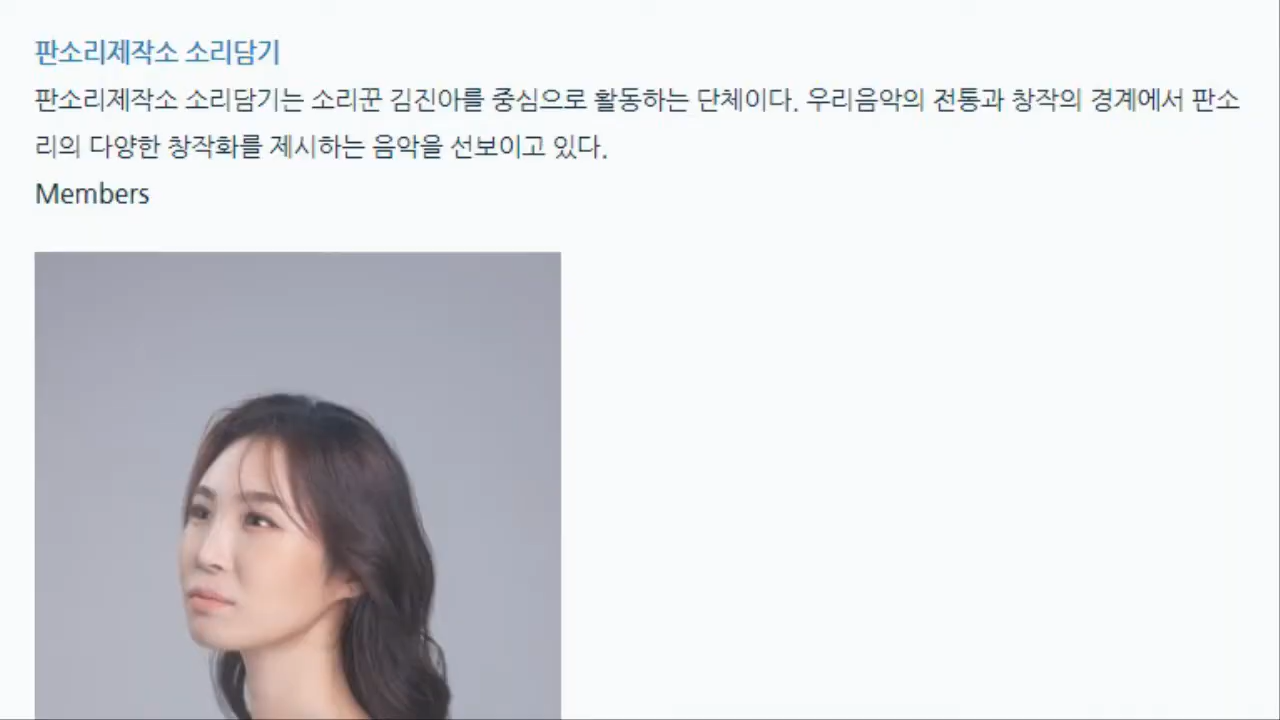 판소리제작소 소리담기
판소리제작소 소리담기는 소리꾼 김진아를 중심으로 활동하는 단체이다. 우리음악의 전통과 창작의 경계에서 판소
리의 다양한 창작화를 제시하는 음악을 선보이고 있다.
Members